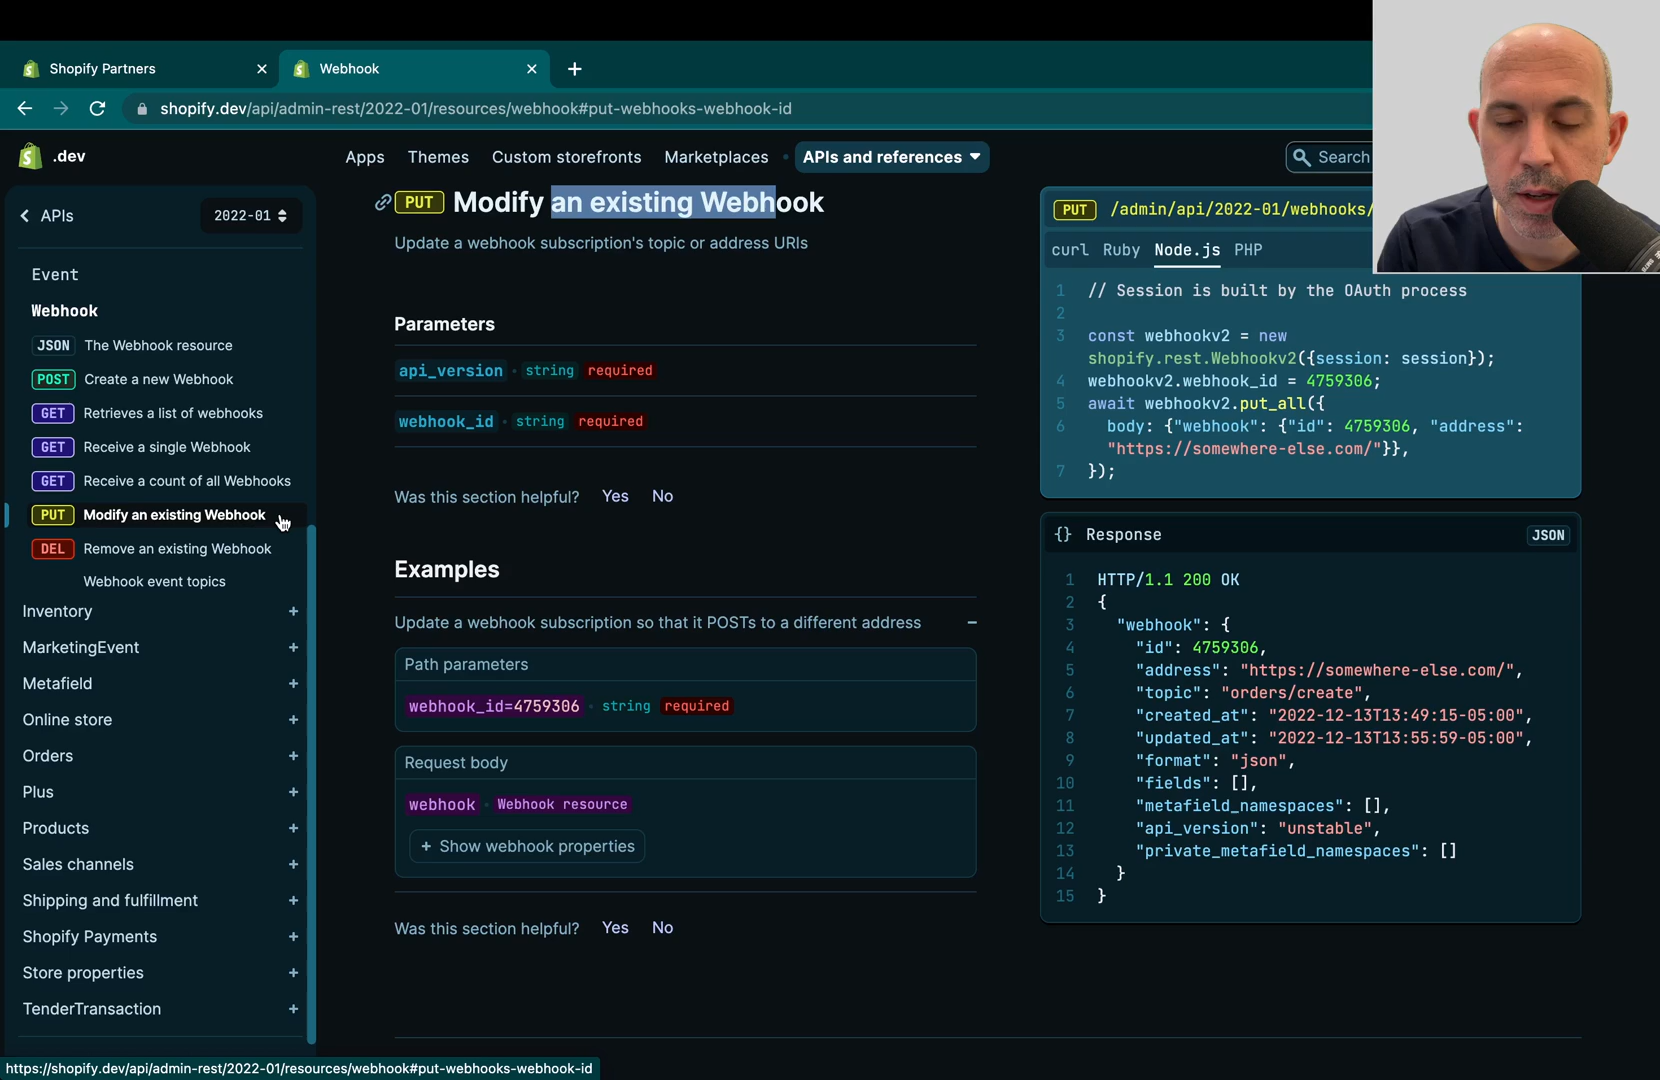 Shopify Partners
Webhook
shopify.dev/api/admin-rest/2022-01/resources/webhook#put-webhooks-webhook-id
.dev
Apps
Themes
Custom storefronts
Marketplaces
APIs and references
Search
APIs
2022-01
Event
Webhook
JSON The Webhook resource
POST Create a new Webhook
GET Retrieves a list of webhooks
GET Receive a single Webhook
GET Receive a count of all Webhooks
PUT Modify an existing Webhook
DEL Remove an existing Webhook
Webhook event topics
Inventory +
MarketingEvent +
Metafield +
Online store +
Orders +
Plus +
Products +
Sales channels +
Shipping and fulfillment +
Shopify Payments +
Store properties +
TenderTransaction +
https://shopify.dev/api/admin-rest/2022-01/resources/webhook#put-webhooks-webhook-id
PUT Modify an existing Webhook
Update a webhook subscription's topic or address URIs
Parameters
api_version · string required
webhook_id · string required
Was this section helpful? Yes No
Examples
Update a webhook subscription so that it POSTs to a different address −
Path parameters
webhook_id=4759306 · string required
Request body
webhook · Webhook resource
+ Show webhook properties
Was this section helpful? Yes No
PUT /admin/api/2022-01/webhooks/
curl Ruby Node.js PHP
1 // Session is built by the OAuth process
2
3 const webhookv2 = new
shopify.rest.Webhookv2({session: session});
4 webhookv2.webhook_id = 4759306;
5 await webhookv2.put_all({
6 body: {"webhook": {"id": 4759306, "address":
"https://somewhere-else.com/"}},
7 });
{} Response JSON
1 HTTP/1.1 200 OK
2 {
3 "webhook": {
4 "id": 4759306,
5 "address": "https://somewhere-else.com/",
6 "topic": "orders/create",
7 "created_at": "2022-12-13T13:49:15-05:00",
8 "updated_at": "2022-12-13T13:55:59-05:00",
9 "format": "json",
10 "fields": [],
11 "metafield_namespaces": [],
12 "api_version": "unstable",
13 "private_metafield_namespaces": []
14 }
15 }